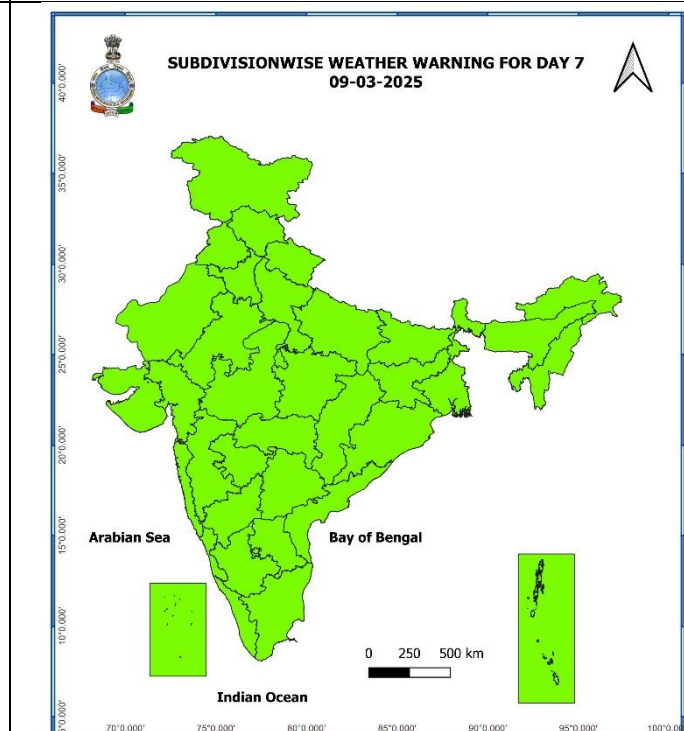 SUBDIVISIONWISE WEATHER WARNING FOR DAY 7
09-03-2025
40°0.000'
35°0.000'
30°0.000'
25°0.000'
20°0.000'
15°0.000'
10°0.000'
5°0.000'
Arabian Sea
Bay of Bengal
0 250 500 km
Indian Ocean
70°0.000' 75°0.000' 80°0.000' 85°0.000' 90°0.000' 95°0.000' 100°0.0